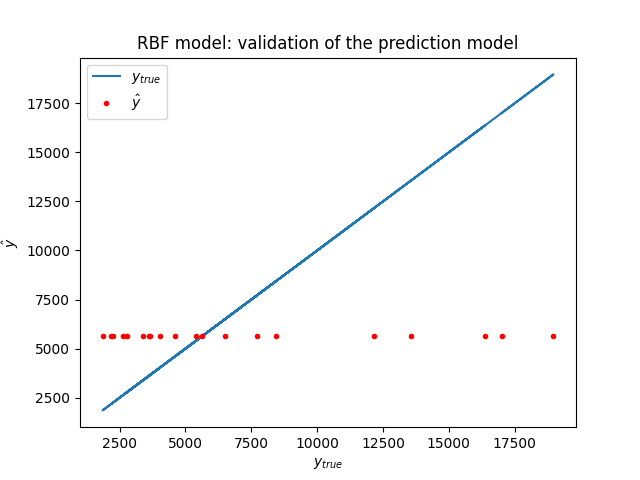 RBF model: validation of the prediction model
y_true
ŷ
17500
15000
12500
10000
7500
5000
2500
ŷ
2500 5000 7500 10000 12500 15000 17500
y_true